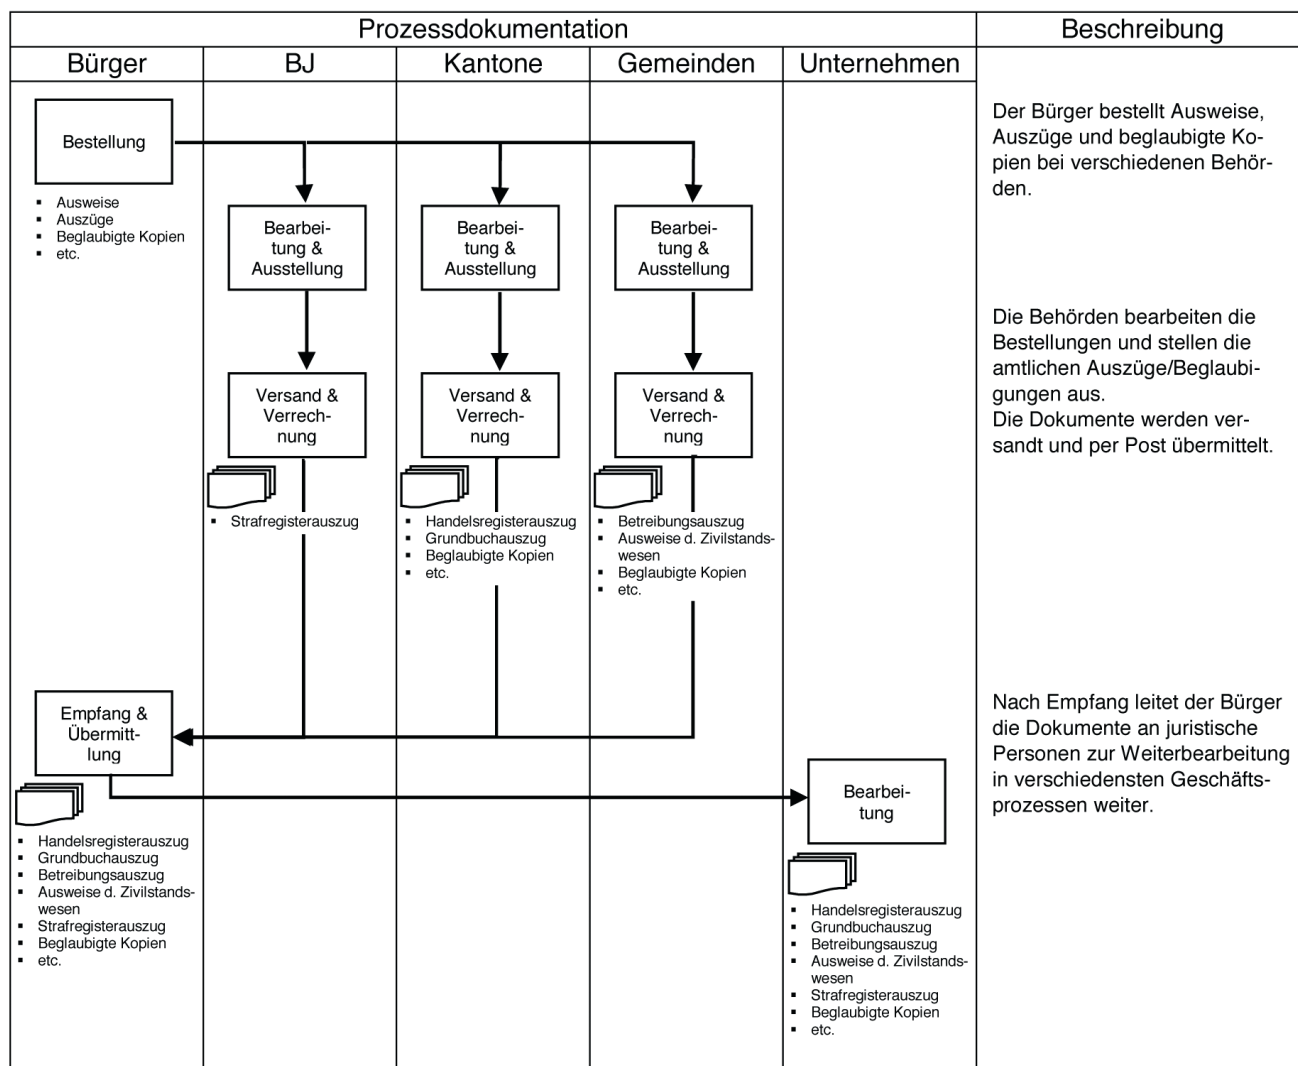 Prozessdokumentation
Beschreibung
Bürger
BJ
Kantone
Gemeinden
Unternehmen
Bestellung
▪ Ausweise
▪ Auszüge
▪ Beglaubigte Kopien
▪ etc.
Bearbei-
tung &
Ausstellung
Bearbei-
tung &
Ausstellung
Bearbei-
tung &
Ausstellung
Der Bürger bestellt Ausweise,
Auszüge und beglaubigte Ko-
pien bei verschiedenen Behör-
den.
Versand &
Verrech-
nung
Versand &
Verrech-
nung
Versand &
Verrech-
nung
Die Behörden bearbeiten die
Bestellungen und stellen die
amtlichen Auszüge/Beglaubi-
gungen aus.
Die Dokumente werden ver-
sandt und per Post übermittelt.
▪ Strafregisterauszug
▪ Handelsregisterauszug
▪ Grundbuchauszug
▪ Beglaubigte Kopien
▪ etc.
▪ Betreibungsauszug
▪ Ausweise d. Zivilstands-
wesen
▪ Beglaubigte Kopien
▪ etc.
Empfang &
Übermitt-
lung
▪ Handelsregisterauszug
▪ Grundbuchauszug
▪ Betreibungsauszug
▪ Ausweise d. Zivilstands-
wesen
▪ Strafregisterauszug
▪ Beglaubigte Kopien
▪ etc.
Bearbei-
tung
▪ Handelsregisterauszug
▪ Grundbuchauszug
▪ Betreibungsauszug
▪ Ausweise d. Zivilstands-
wesen
▪ Strafregisterauszug
▪ Beglaubigte Kopien
▪ etc.
Nach Empfang leitet der Bürger
die Dokumente an juristische
Personen zur Weiterbearbeitung
in verschiedensten Geschäfts-
prozessen weiter.